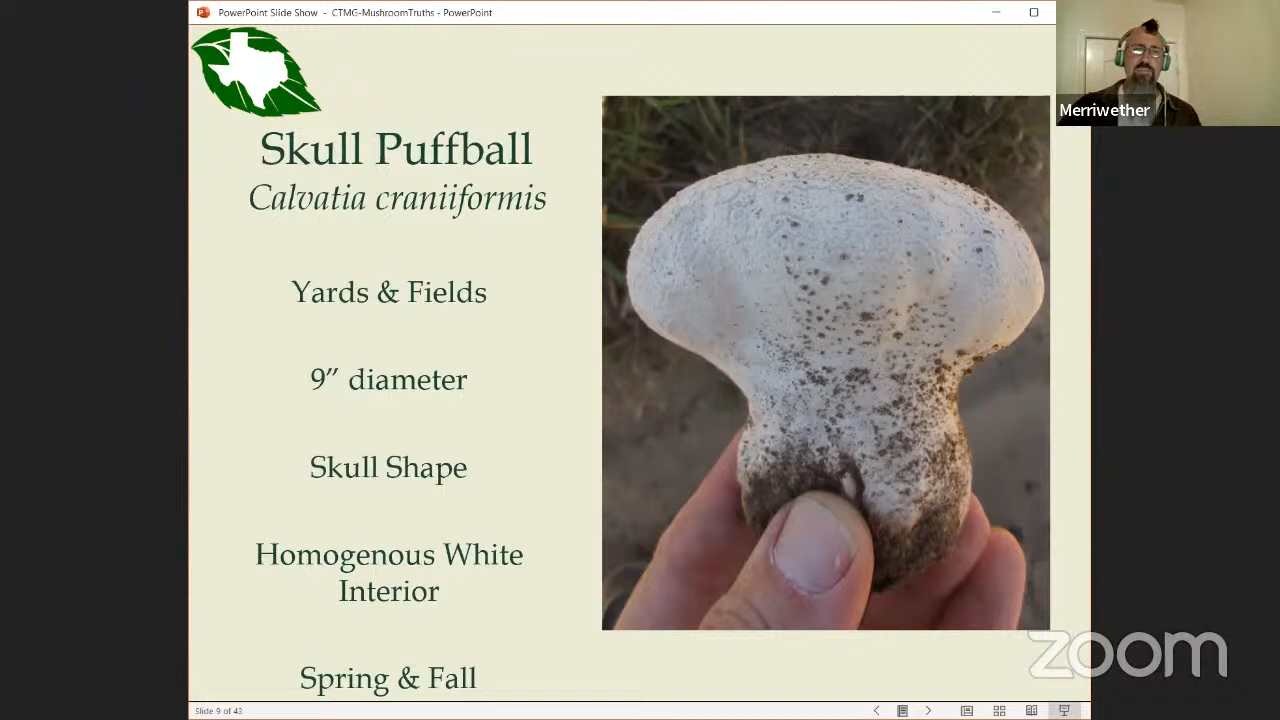 PowerPoint Slide Show - CTMG-MushroomTruths - PowerPoint
Merriwether
Skull Puffball
Calvatia craniiformis
Yards & Fields
9” diameter
Skull Shape
Homogenous White
Interior
Spring & Fall
zoom
Slide 9 of 43